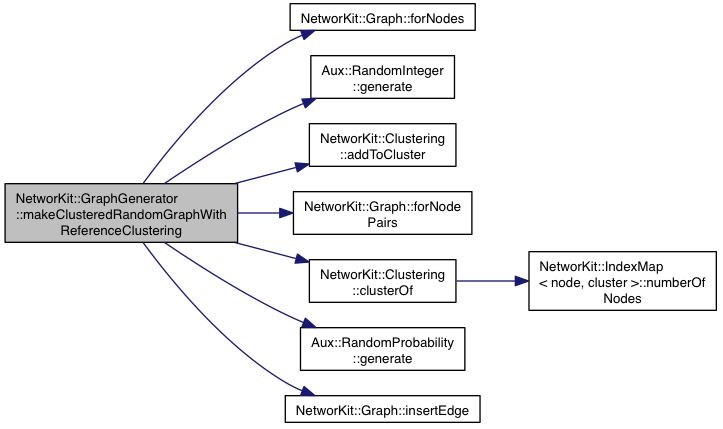 NetworKit::Graph::forNodes
Aux::RandomInteger
::generate
NetworKit::Clustering
::addToCluster
NetworKit::GraphGenerator
::makeClusteredRandomGraphWith
ReferenceClustering
NetworKit::Graph::forNode
Pairs
NetworKit::Clustering
::clusterOf
NetworKit::IndexMap
< node, cluster >::numberOf
Nodes
Aux::RandomProbability
::generate
NetworKit::Graph::insertEdge